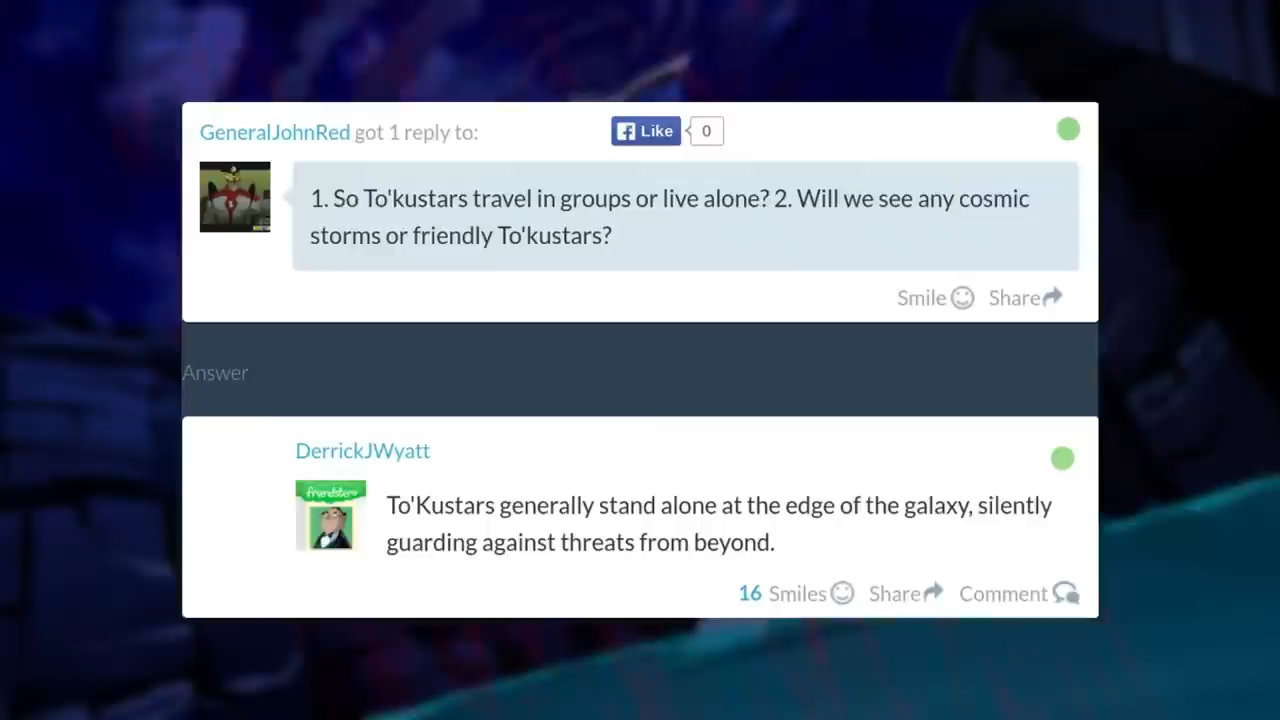 GeneralJohnRed got 1 reply to:
Like 0
1. So To'kustars travel in groups or live alone? 2. Will we see any cosmic
storms or friendly To'kustars?
Smile Share
Answer
DerrickJWyatt
friendster
To'Kustars generally stand alone at the edge of the galaxy, silently
guarding against threats from beyond.
16 Smiles Share Comment